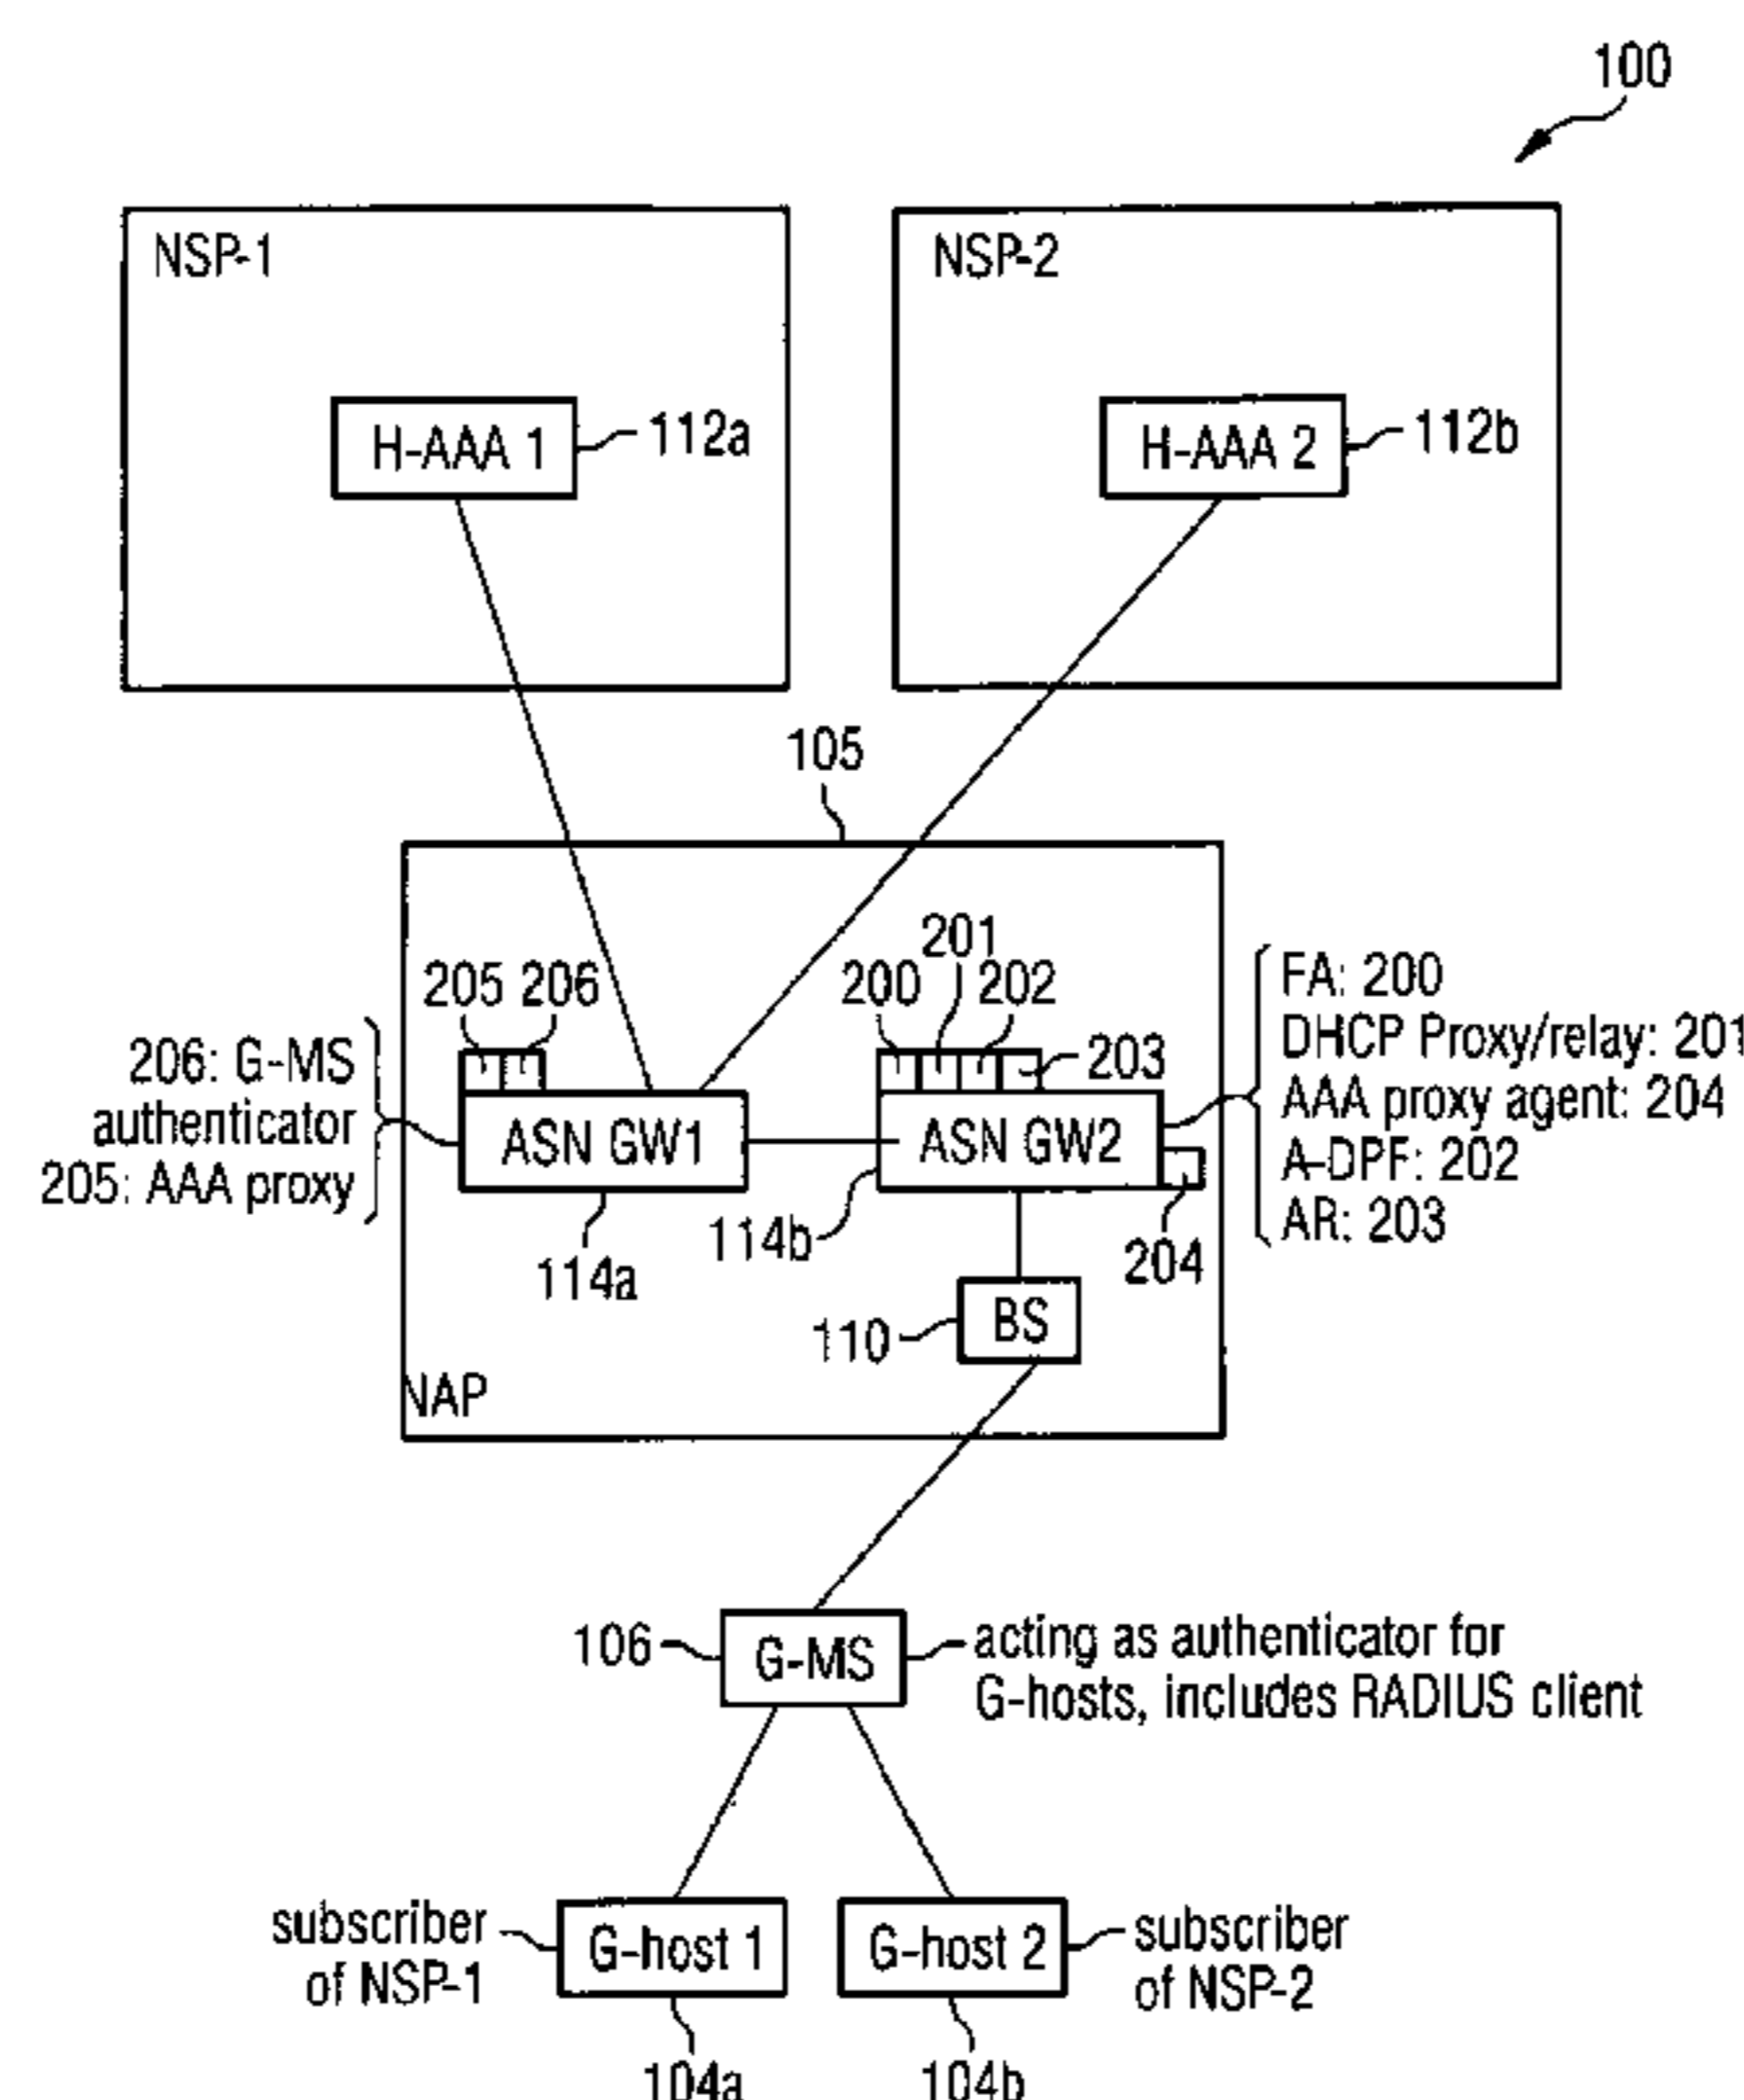 100
NSP-1
NSP-2
H-AAA 1
112a
H-AAA 2
112b
105
205
206
200
201
202
203
206: G-MS
authenticator
205: AAA proxy
ASN GW1
ASN GW2
FA: 200
DHCP Proxy/relay: 201
AAA proxy agent: 204
A-DPF: 202
AR: 203
114a
114b
204
110
BS
NAP
106
G-MS
acting as authenticator for
G-hosts, includes RADIUS client
subscriber
of NSP-1
G-host 1
G-host 2
subscriber
of NSP-2
104a
104b